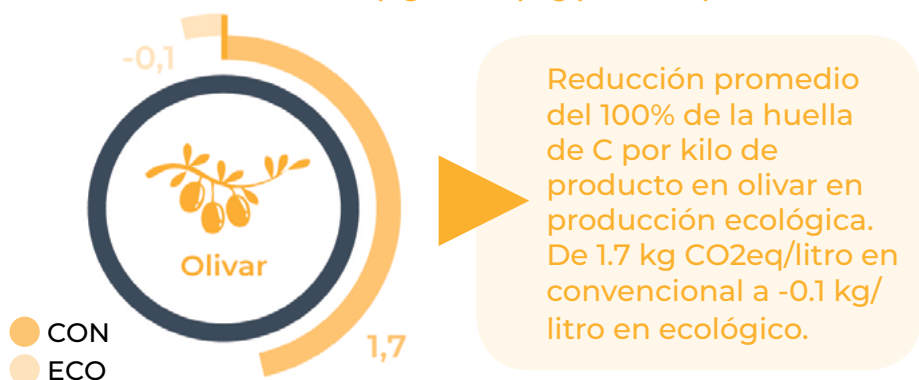 -0,1
Olivar
1,7
CON
ECO
Reducción promedio
del 100% de la huella
de C por kilo de
producto en olivar en
producción ecológica.
De 1.7 kg CO2eq/litro en
convencional a -0.1 kg/
litro en ecológico.